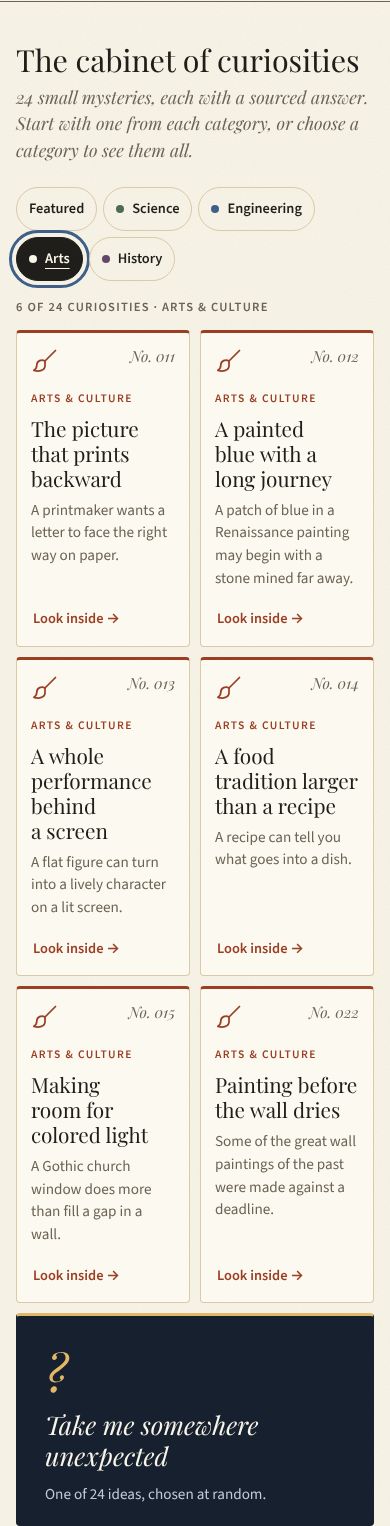 The cabinet of curiosities
24 small mysteries, each with a sourced answer.
Start with one from each category, or choose a
category to see them all.
Featured
Science
Engineering
Arts
History
6 OF 24 CURIOSITIES · ARTS & CULTURE
No. 011
ARTS & CULTURE
The picture
that prints
backward
A printmaker wants a
letter to face the right
way on paper.
Look inside →
No. 012
ARTS & CULTURE
A painted
blue with a
long journey
A patch of blue in a
Renaissance painting
may begin with a
stone mined far away.
Look inside →
No. 013
ARTS & CULTURE
A whole
performance
behind
a screen
A flat figure can turn
into a lively character
on a lit screen.
Look inside →
No. 014
ARTS & CULTURE
A food
tradition larger
than a recipe
A recipe can tell you
what goes into a dish.
Look inside →
No. 015
ARTS & CULTURE
Making
room for
colored light
A Gothic church
window does more
than fill a gap in a
wall.
Look inside →
No. 022
ARTS & CULTURE
Painting before
the wall dries
Some of the great wall
paintings of the past
were made against a
deadline.
Look inside →
?
Take me somewhere
unexpected
One of 24 ideas, chosen at random.